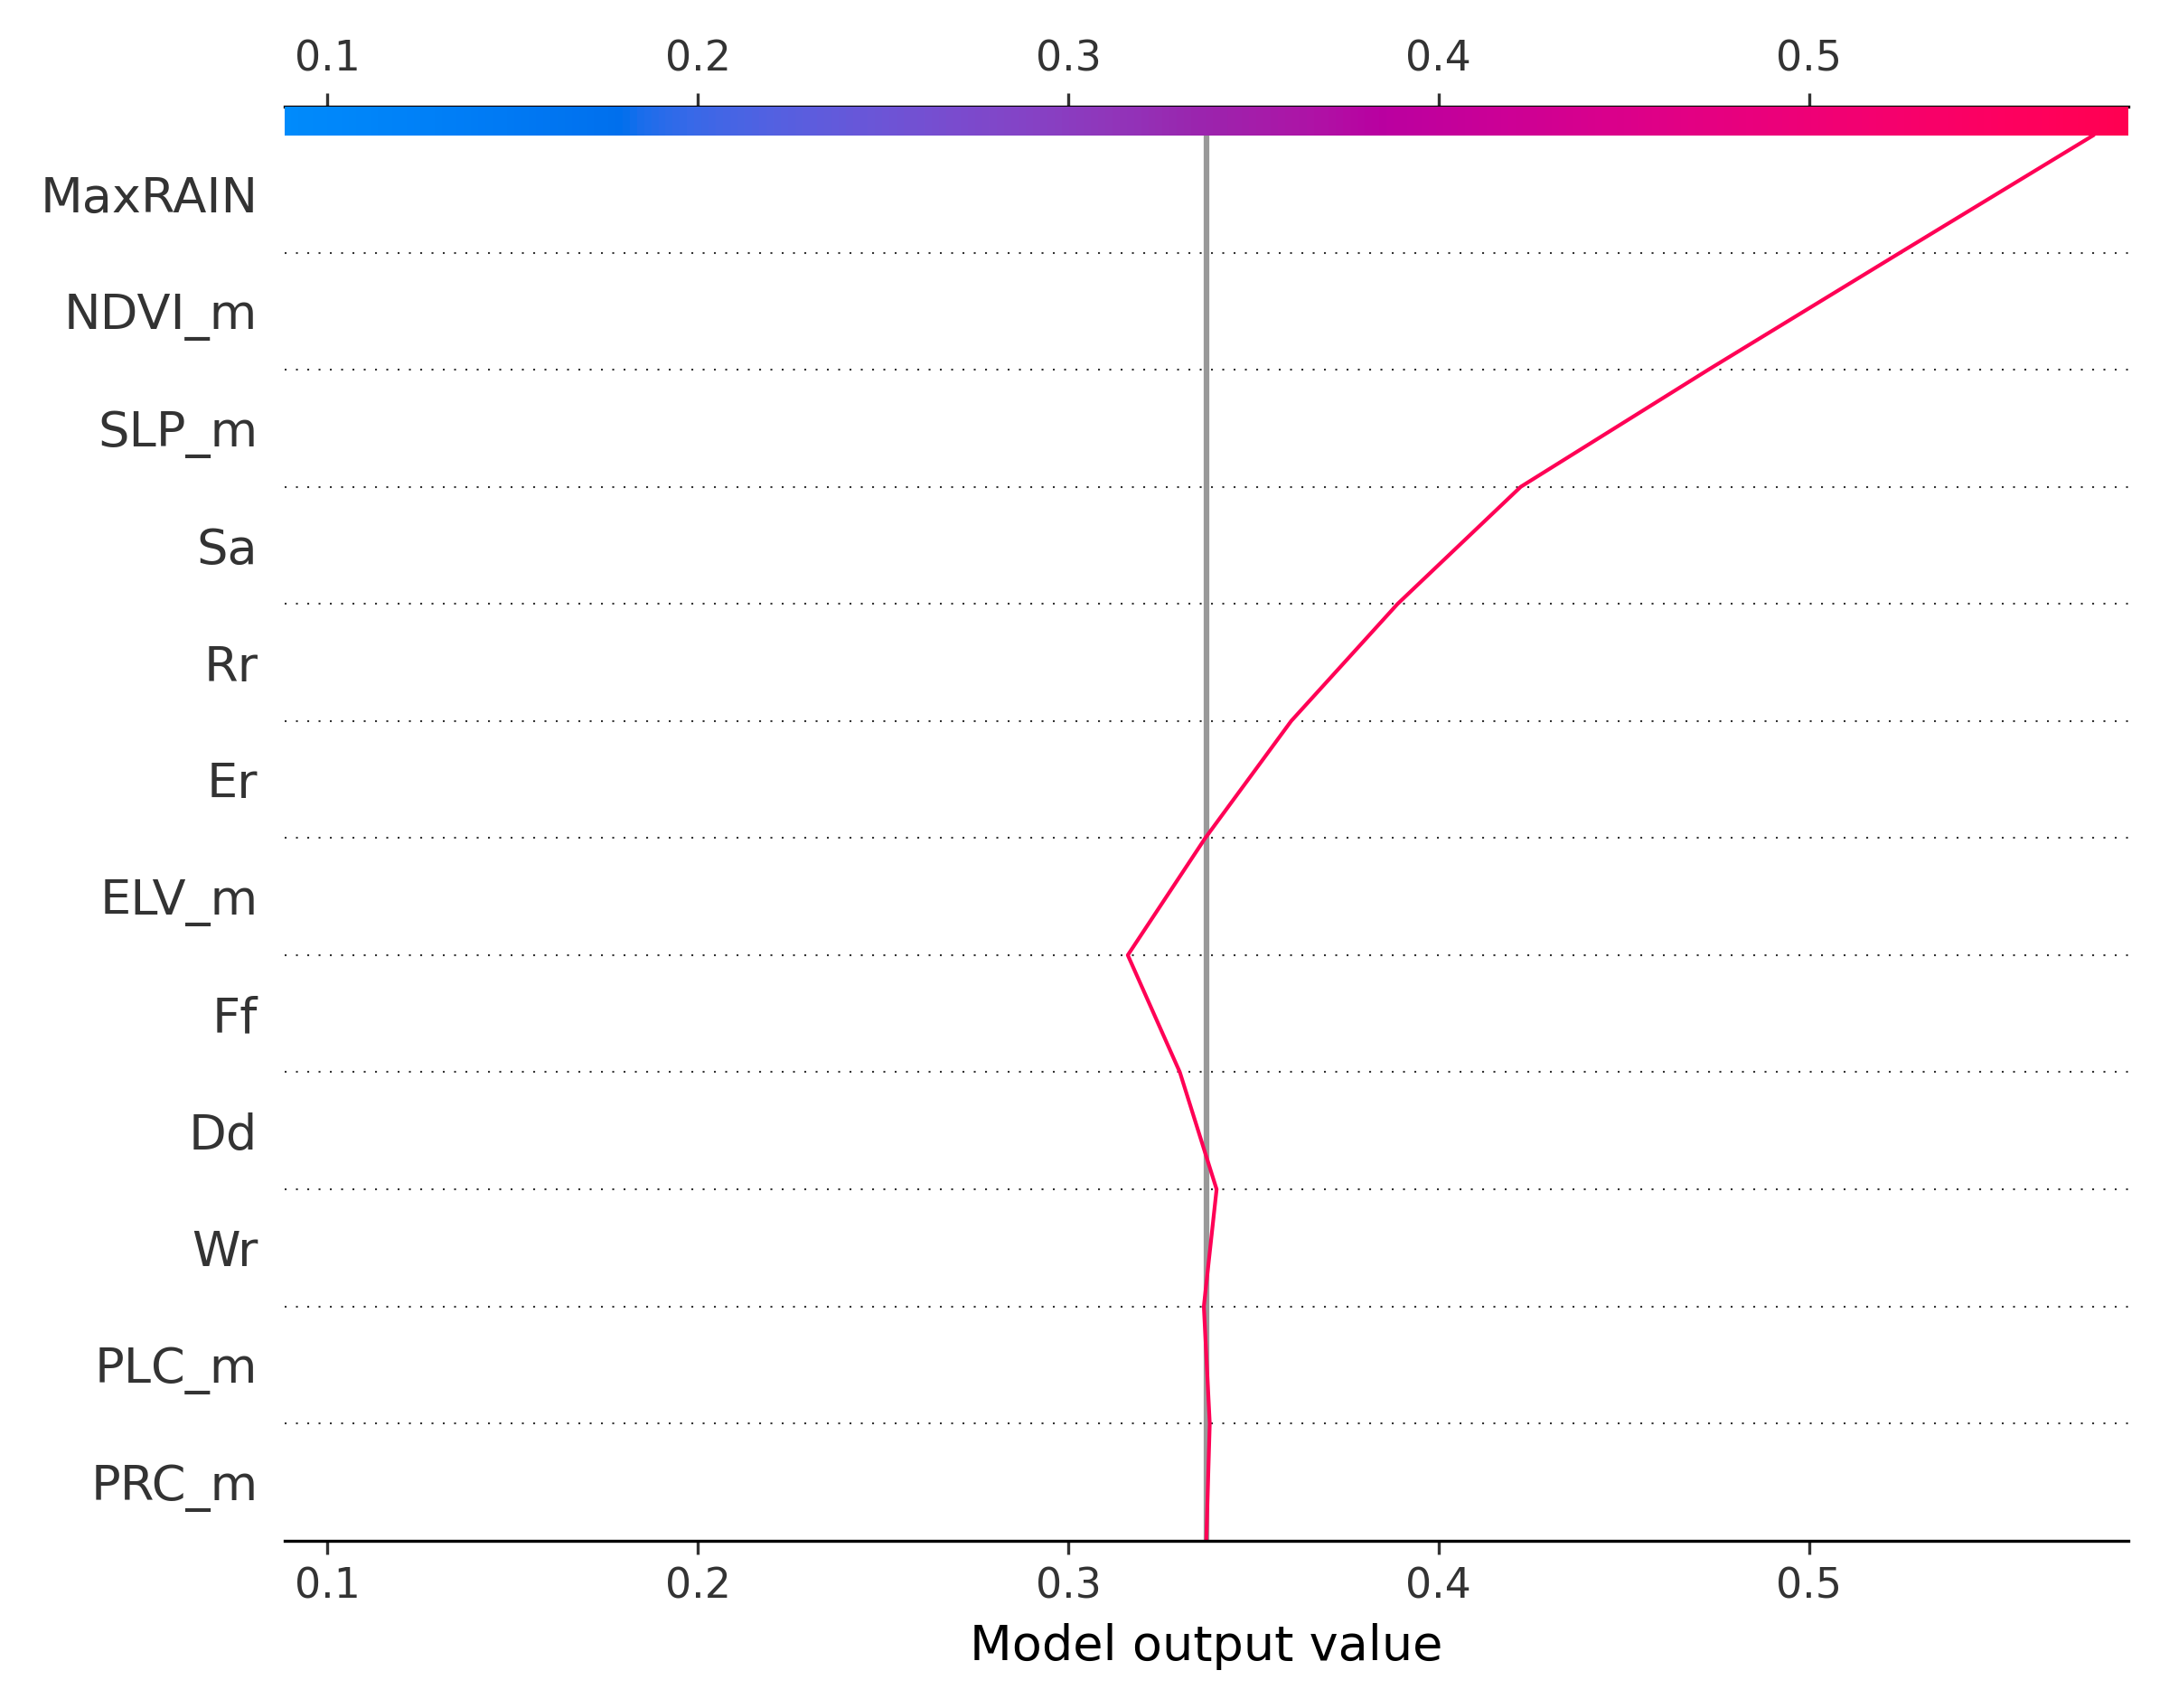 0.1 0.2 0.3 0.4 0.5
MaxRAIN
NDVI_m
SLP_m
Sa
Rr
Er
ELV_m
Ff
Dd
Wr
PLC_m
PRC_m
0.1 0.2 0.3 0.4 0.5
Model output value